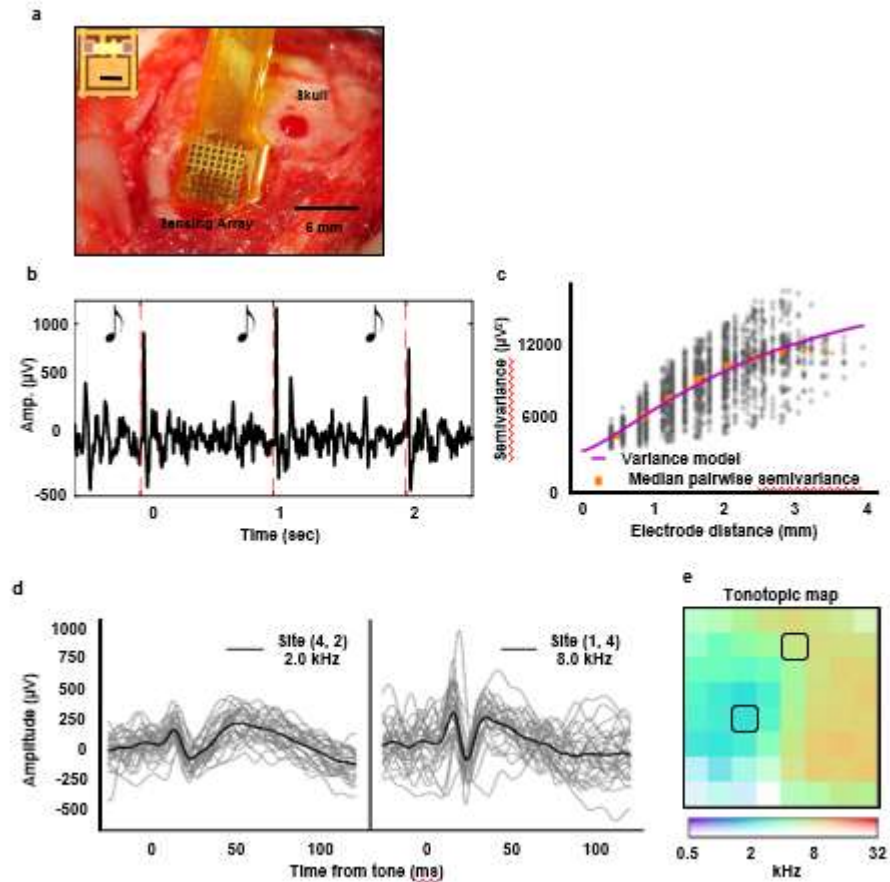 a
Skull
Sensing Array
6 mm
b
Amp. (µV)
1000
500
0
-500
0
1
2
Time (sec)
c
Semivariance (µV²)
12000
6000
0
Variance model
Median pairwise semivariance
0
1
2
3
4
Electrode distance (mm)
d
Amplitude (µV)
1000
750
500
250
0
-250
-500
Site (4, 2)
2.0 kHz
Site (1, 4)
8.0 kHz
0
50
100
0
50
100
Time from tone (ms)
e
Tonotopic map
0.5
2
8
32
kHz